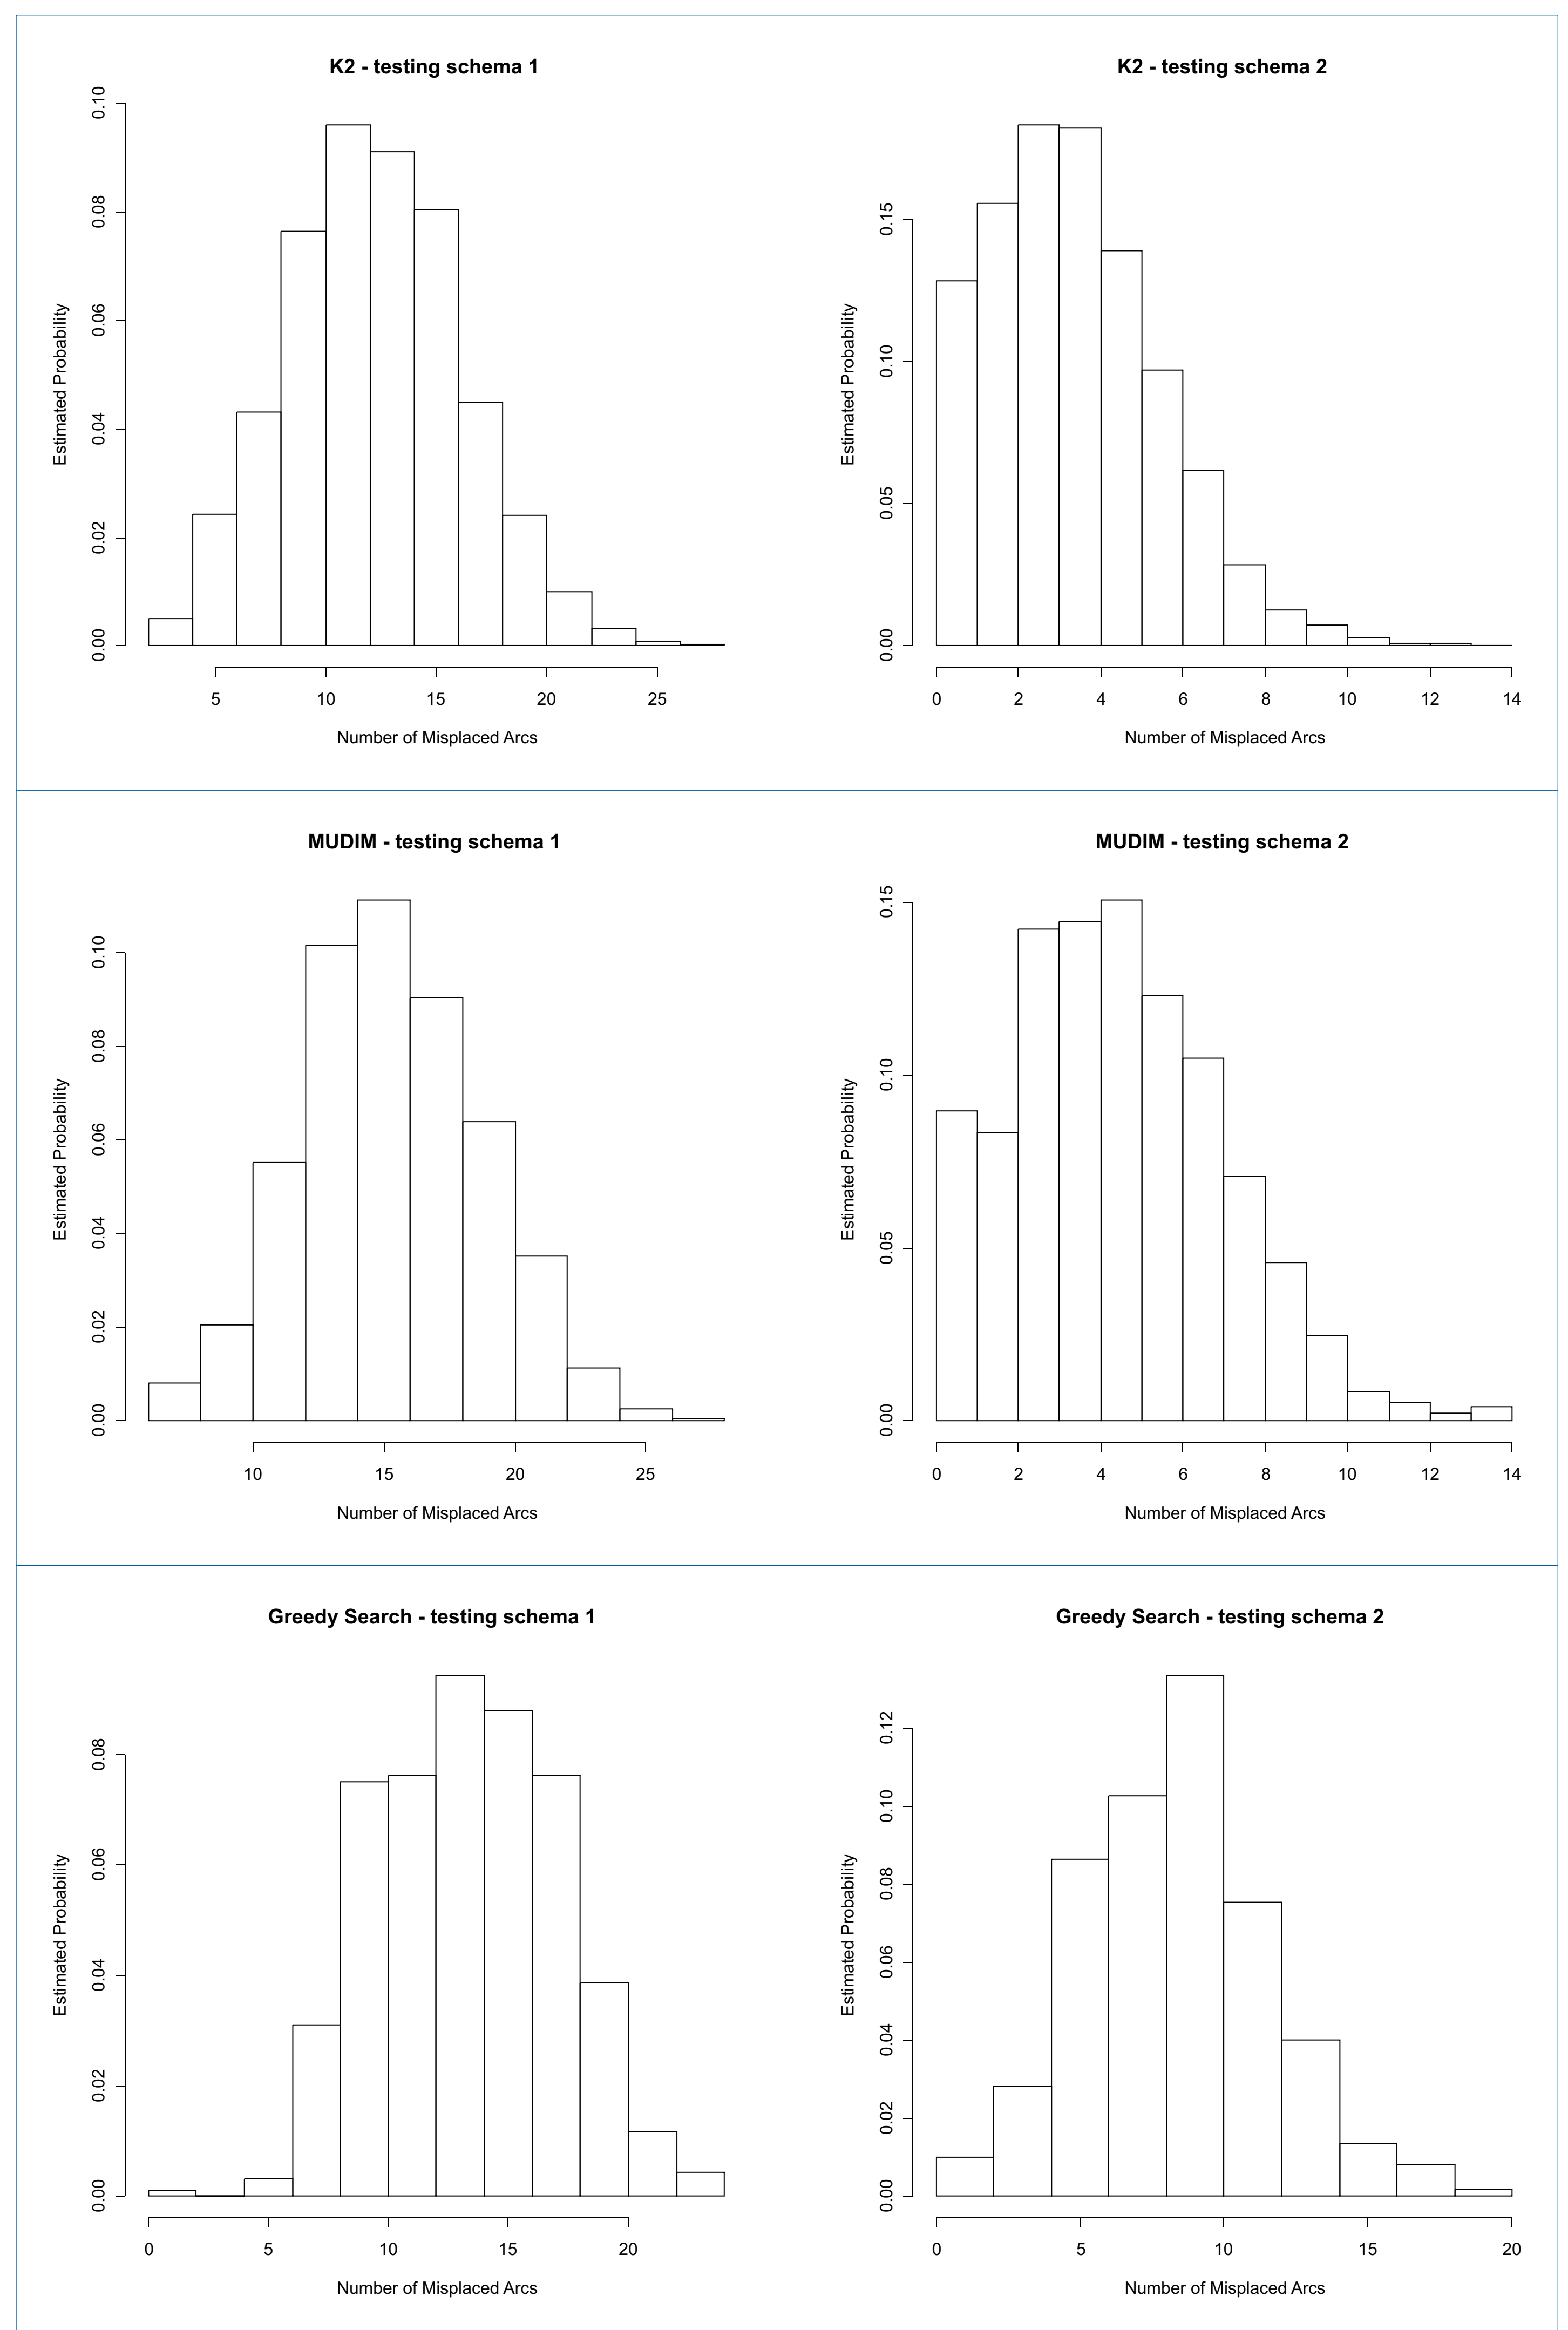 K2 - testing schema 1
0.00 0.02 0.04 0.06 0.08 0.10
Estimated Probability
5 10 15 20 25
Number of Misplaced Arcs
K2 - testing schema 2
0.00 0.05 0.10 0.15
Estimated Probability
0 2 4 6 8 10 12 14
Number of Misplaced Arcs
MUDIM - testing schema 1
0.00 0.02 0.04 0.06 0.08 0.10
Estimated Probability
10 15 20 25
Number of Misplaced Arcs
MUDIM - testing schema 2
0.00 0.05 0.10 0.15
Estimated Probability
0 2 4 6 8 10 12 14
Number of Misplaced Arcs
Greedy Search - testing schema 1
0.00 0.02 0.04 0.06 0.08
Estimated Probability
0 5 10 15 20
Number of Misplaced Arcs
Greedy Search - testing schema 2
0.00 0.02 0.04 0.06 0.08 0.10 0.12
Estimated Probability
0 5 10 15 20
Number of Misplaced Arcs